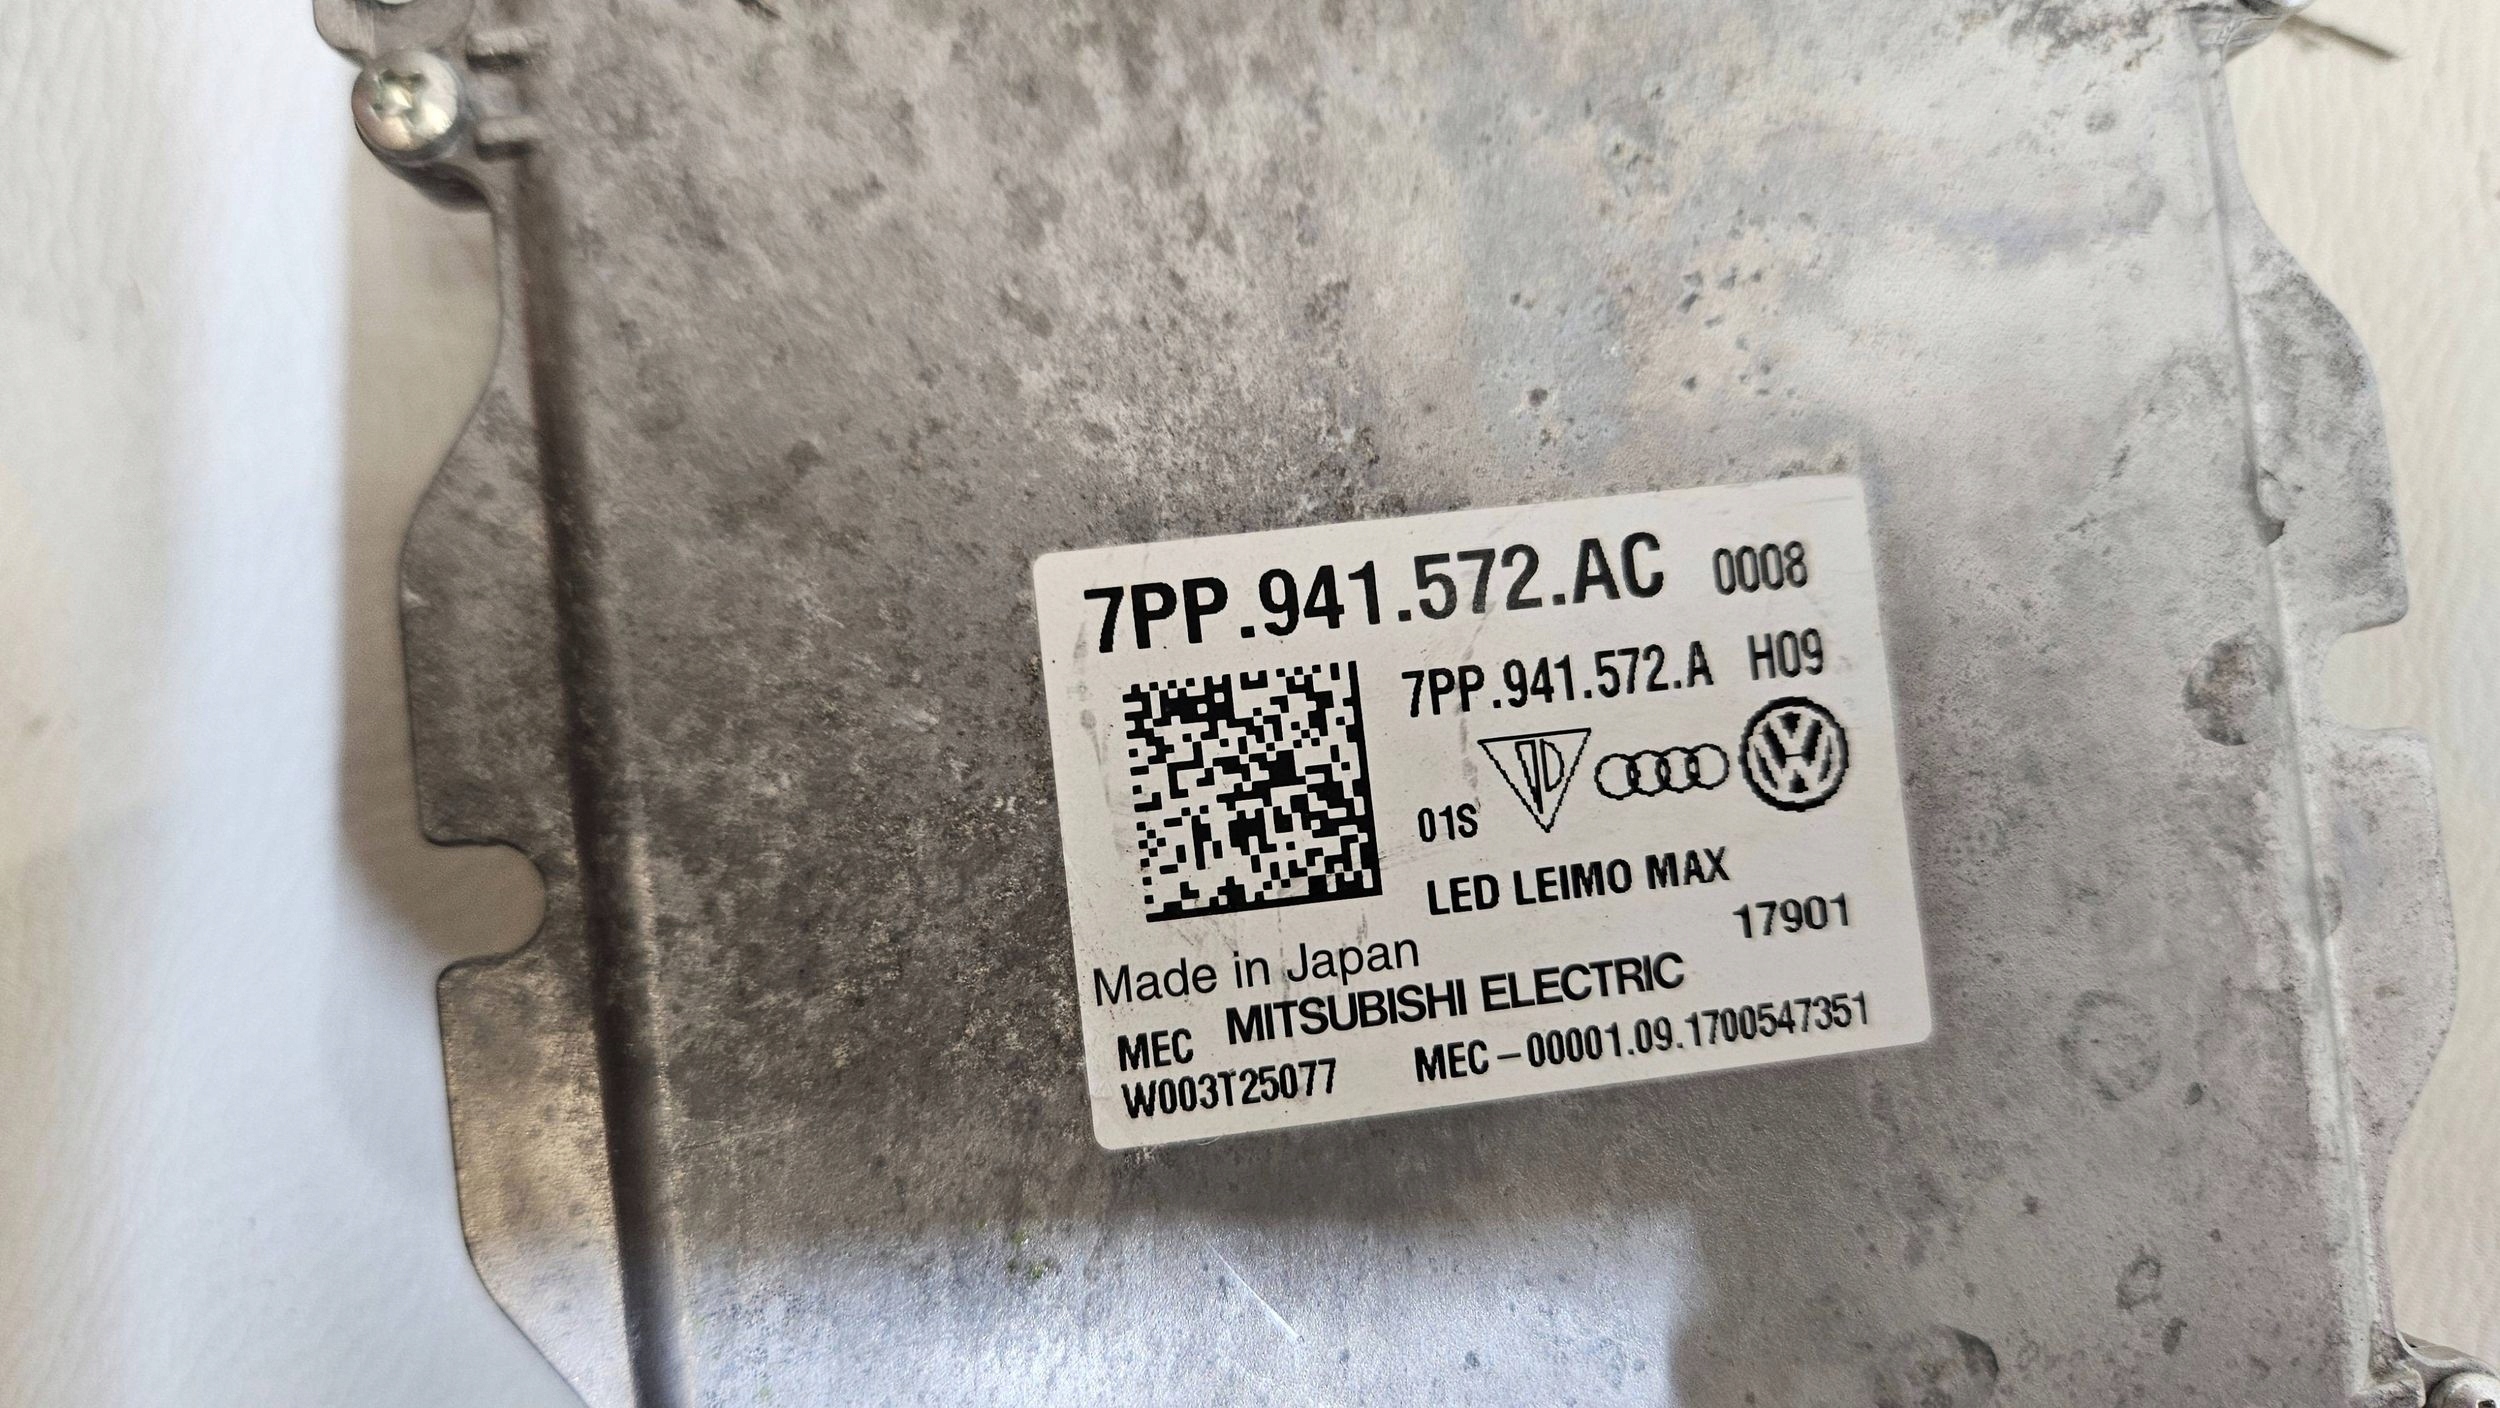 7PP.941.572.AC 0008
7PP.941.572.A H09
01S
LED LEIMO MAX
17901
Made in Japan
MEC MITSUBISHI ELECTRIC
W003T25077 MEC-00001.09.1700547351